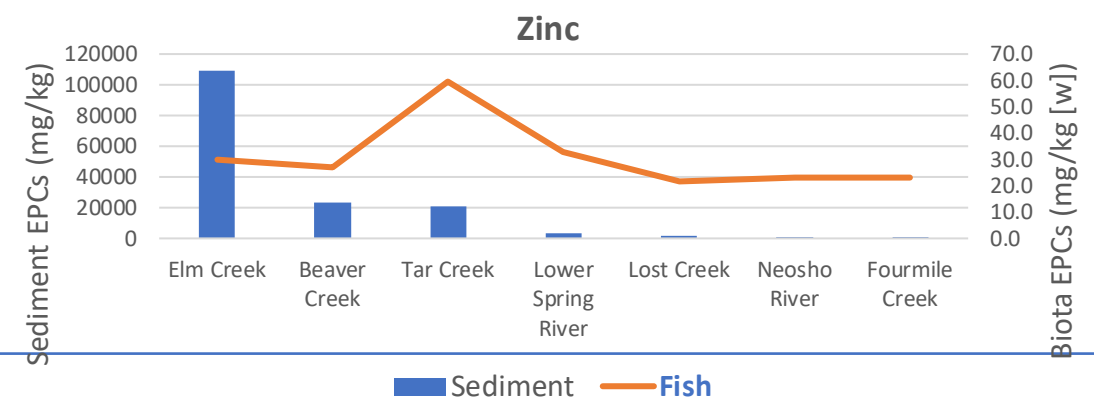 Zinc
Sediment EPCs (mg/kg)
120000
100000
80000
60000
40000
20000
0
70.0
60.0
50.0
40.0
30.0
20.0
10.0
0.0
Biota EPCs (mg/kg [w])
Elm Creek
Beaver
Creek
Tar Creek
Lower
Spring
River
Lost Creek
Neosho
River
Fourmile
Creek
Sediment
Fish